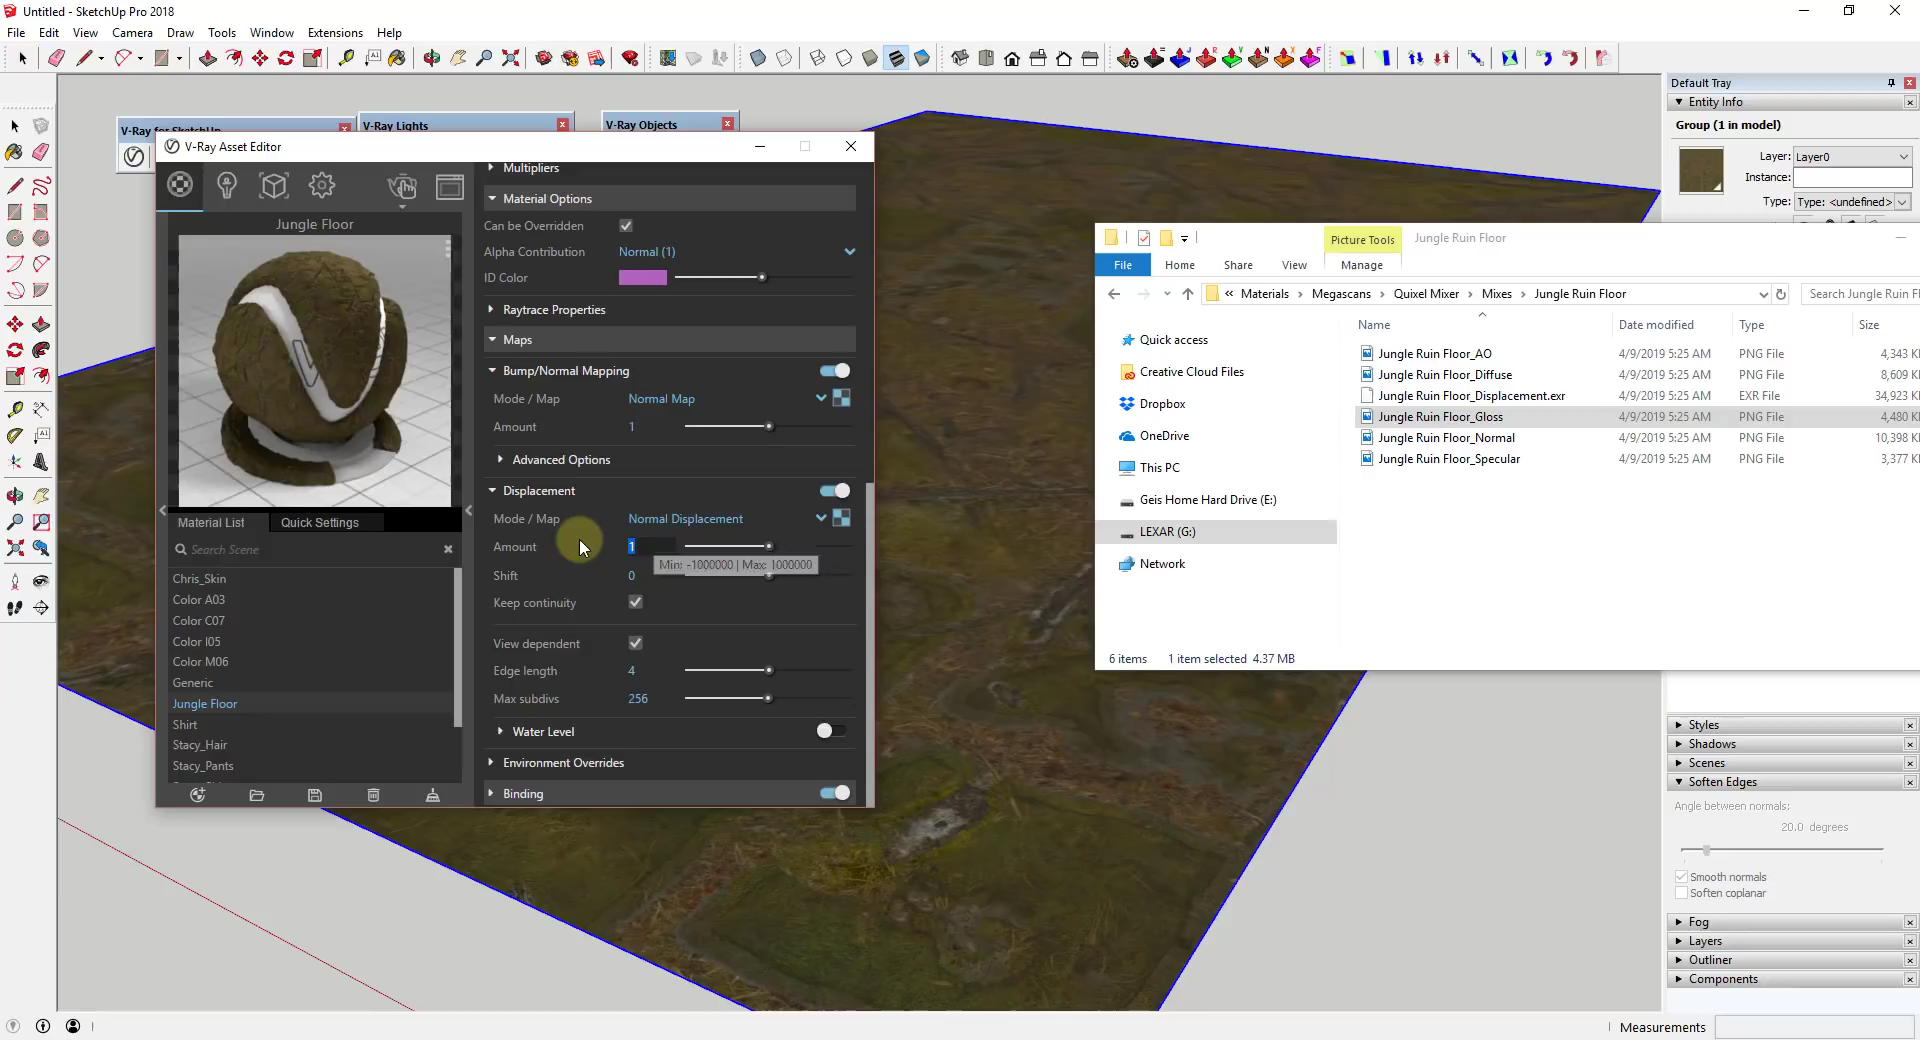 Untitled - SketchUp Pro 2018
File Edit View Camera Draw Tools Window Extensions Help
V-Ray for SketchUp
V-Ray Lights
V-Ray Objects
V-Ray Asset Editor
Jungle Floor
Material List
Quick Settings
Search Scene
Chris_Skin
Color A03
Color C07
Color I05
Color M06
Generic
Jungle Floor
Shirt
Stacy_Hair
Stacy_Pants
Multipliers
Material Options
Can be Overridden
Alpha Contribution Normal (1)
ID Color
Raytrace Properties
Maps
Bump/Normal Mapping
Mode / Map Normal Map
Amount 1
Advanced Options
Displacement
Mode / Map Normal Displacement
Amount 1
Min: -1000000 | Max: 1000000
Shift 0
Keep continuity
View dependent
Edge length 4
Max subdivs 256
Water Level
Environment Overrides
Binding
Picture Tools
Jungle Ruin Floor
File Home Share View Manage
« Materials › Megascans › Quixel Mixer › Mixes › Jungle Ruin Floor
Search Jungle Ruin Fl
Quick access
Creative Cloud Files
Dropbox
OneDrive
This PC
Geis Home Hard Drive (E:)
LEXAR (G:)
Network
Name Date modified Type Size
Jungle Ruin Floor_AO 4/9/2019 5:25 AM PNG File 4,343 K
Jungle Ruin Floor_Diffuse 4/9/2019 5:25 AM PNG File 8,609 K
Jungle Ruin Floor_Displacement.exr 4/9/2019 5:25 AM EXR File 34,923 K
Jungle Ruin Floor_Gloss 4/9/2019 5:25 AM PNG File 4,480 K
Jungle Ruin Floor_Normal 4/9/2019 5:25 AM PNG File 10,398 K
Jungle Ruin Floor_Specular 4/9/2019 5:25 AM PNG File 3,377 K
6 items 1 item selected 4.37 MB
Default Tray
Entity Info
Group (1 in model)
Layer: Layer0
Instance:
Type: Type: <undefined>
Styles
Shadows
Scenes
Soften Edges
Angle between normals:
20.0 degrees
Smooth normals
Soften coplanar
Fog
Layers
Outliner
Components
Measurements